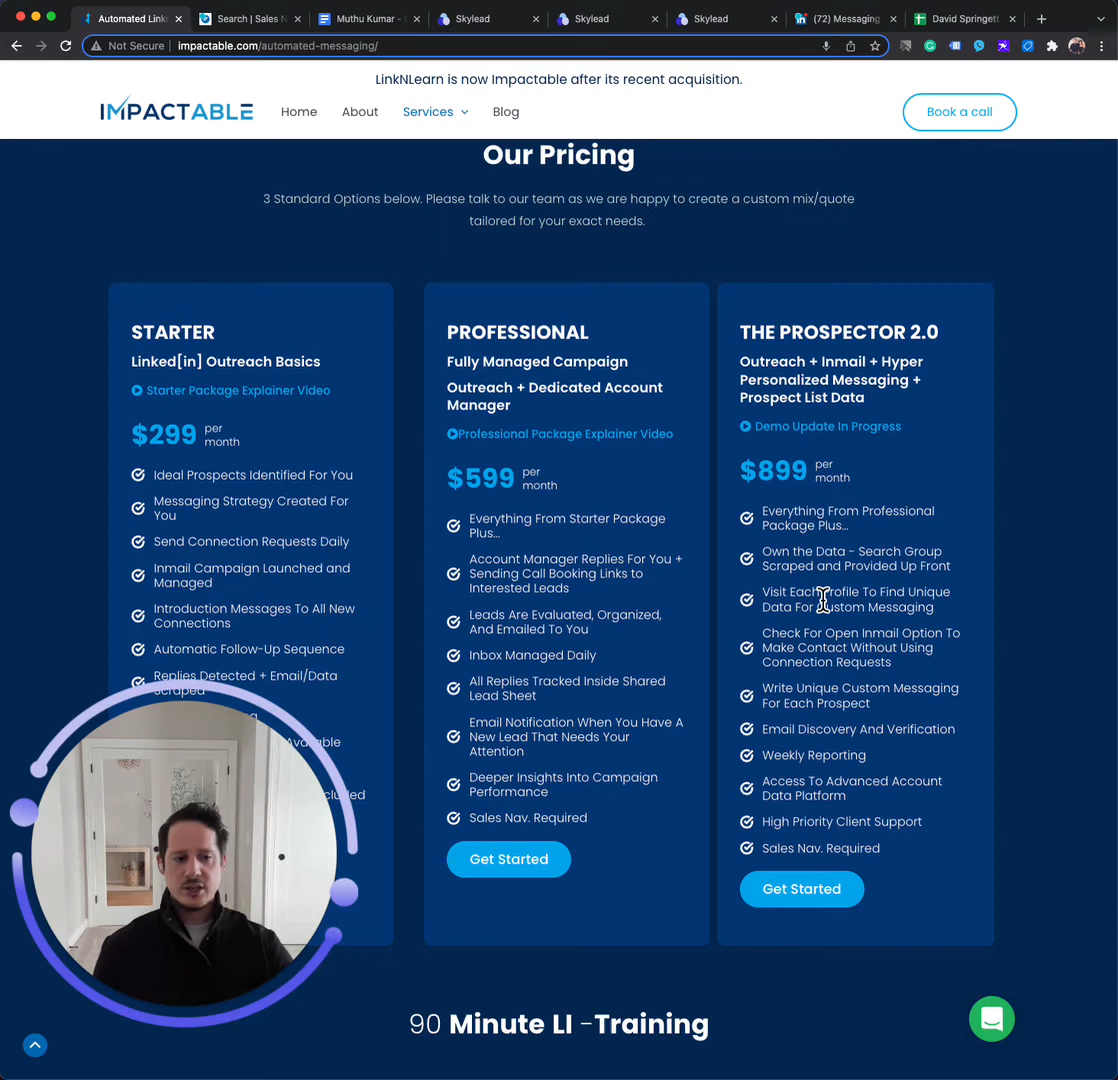 Automated Linke
Search | Sales N
Muthu Kumar -
Skylead
Skylead
Skylead
(72) Messaging
David Springett
Not Secure
impactable.com/automated-messaging/
LinkNLearn is now Impactable after its recent acquisition.
IMPACTABLE
Home
About
Services
Blog
Book a call
Our Pricing
3 Standard Options below. Please talk to our team as we are happy to create a custom mix/quote
tailored for your exact needs.
STARTER
Linked[in] Outreach Basics
Starter Package Explainer Video
$299 per
month
Ideal Prospects Identified For You
Messaging Strategy Created For
You
Send Connection Requests Daily
Inmail Campaign Launched and
Managed
Introduction Messages To All New
Connections
Automatic Follow-Up Sequence
Replies Detected + Email/Data
Scraped
PROFESSIONAL
Fully Managed Campaign
Outreach + Dedicated Account
Manager
Professional Package Explainer Video
$599 per
month
Everything From Starter Package
Plus...
Account Manager Replies For You +
Sending Call Booking Links to
Interested Leads
Leads Are Evaluated, Organized,
And Emailed To You
Inbox Managed Daily
All Replies Tracked Inside Shared
Lead Sheet
Email Notification When You Have A
New Lead That Needs Your
Attention
Deeper Insights Into Campaign
Performance
Sales Nav. Required
Get Started
THE PROSPECTOR 2.0
Outreach + Inmail + Hyper
Personalized Messaging +
Prospect List Data
Demo Update In Progress
$899 per
month
Everything From Professional
Package Plus...
Own the Data - Search Group
Scraped and Provided Up Front
Visit Each Profile To Find Unique
Data For Custom Messaging
Check For Open Inmail Option To
Make Contact Without Using
Connection Requests
Write Unique Custom Messaging
For Each Prospect
Email Discovery And Verification
Weekly Reporting
Access To Advanced Account
Data Platform
High Priority Client Support
Sales Nav. Required
Get Started
90 Minute LI -Training